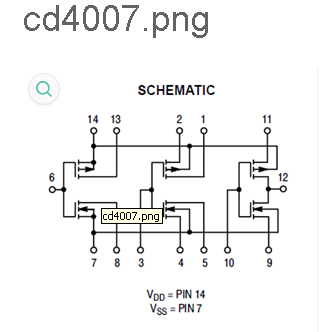 cd4007.png
SCHEMATIC
14 13 2 1 11
6 12
cd4007.png
7 8 3 4 5 10 9
VDD = PIN 14
VSS = PIN 7